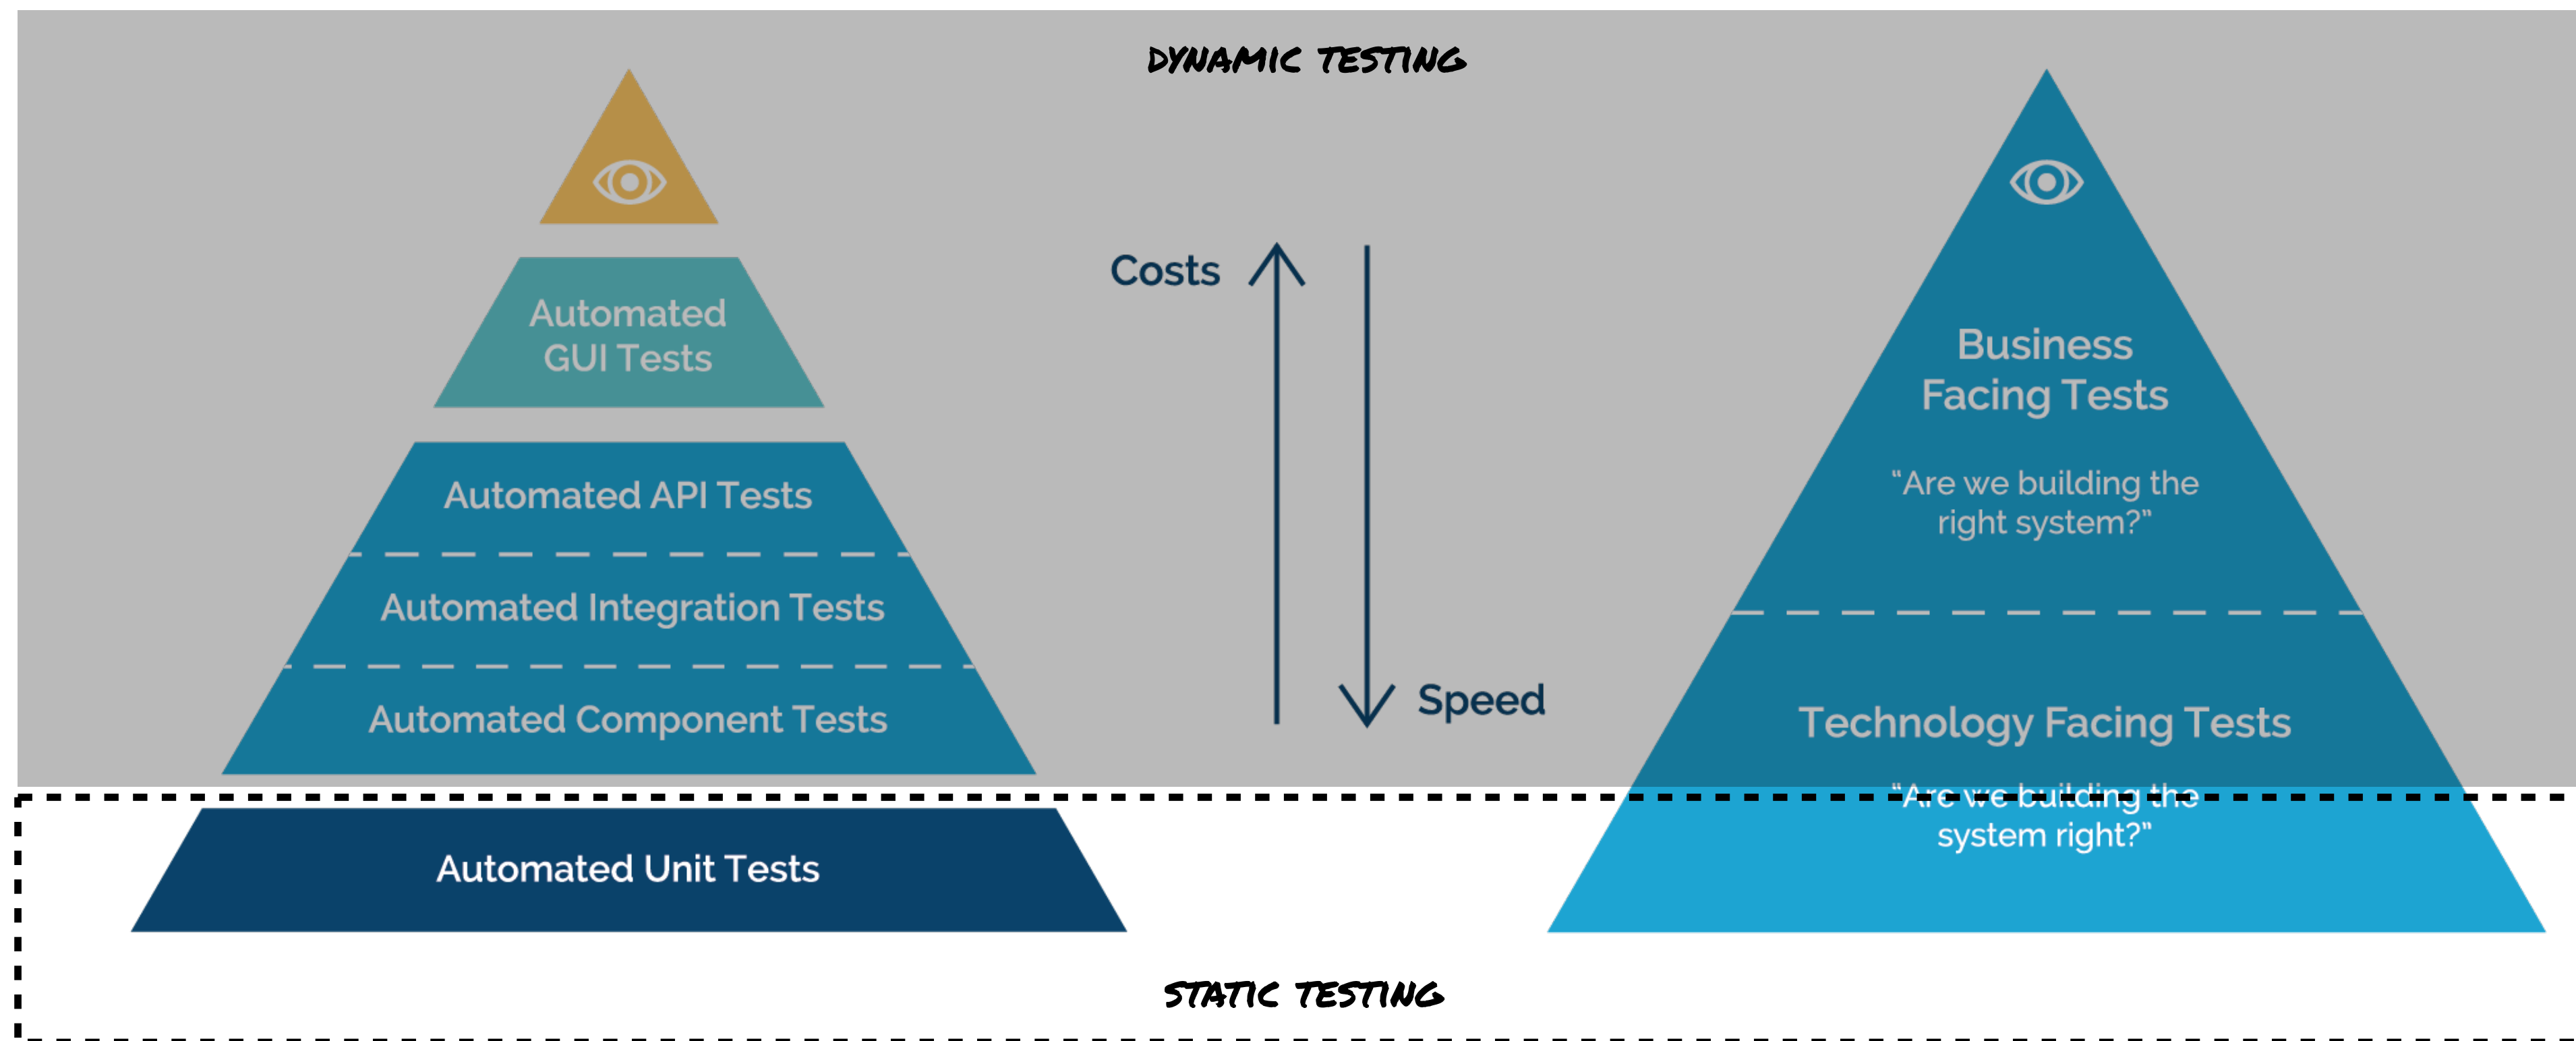 DYNAMIC TESTING
Automated
GUI Tests
Automated API Tests
Automated Integration Tests
Automated Component Tests
Automated Unit Tests
Costs
Speed
Business
Facing Tests
“Are we building the
right system?”
Technology Facing Tests
“Are we building the
system right?”
STATIC TESTING